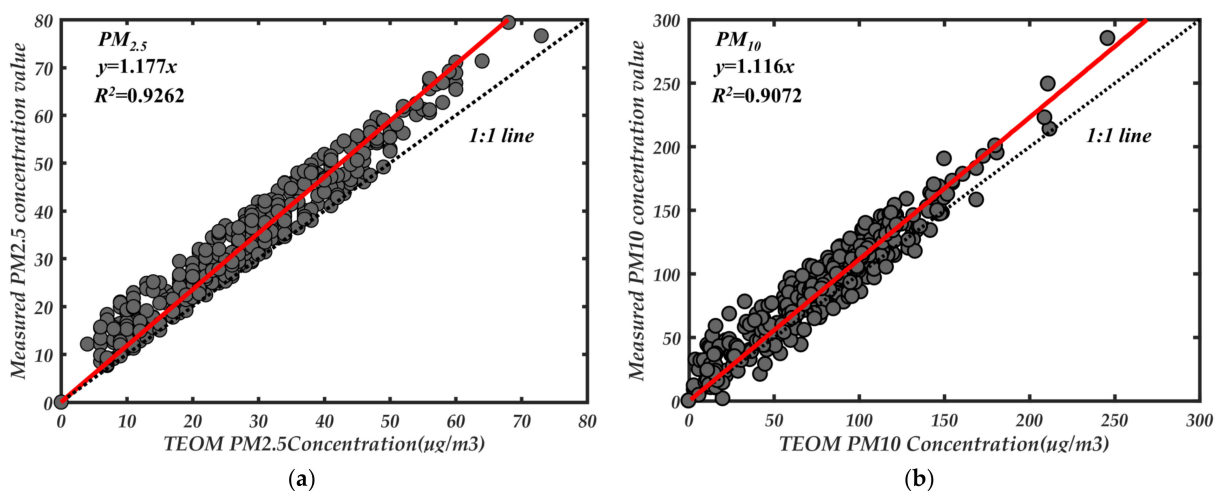 80
70
60
50
40
30
20
10
0
Measured PM2.5 concentration value
PM2.5
y=1.177x
R2=0.9262
1:1 line
0 10 20 30 40 50 60 70 80
TEOM PM2.5Concentration(ug/m3)
(a)
300
250
200
150
100
50
0
Measured PM10 concentration value
PM10
y=1.116x
R2=0.9072
1:1 line
0 50 100 150 200 250 300
TEOM PM10 Concentration(ug/m3)
(b)